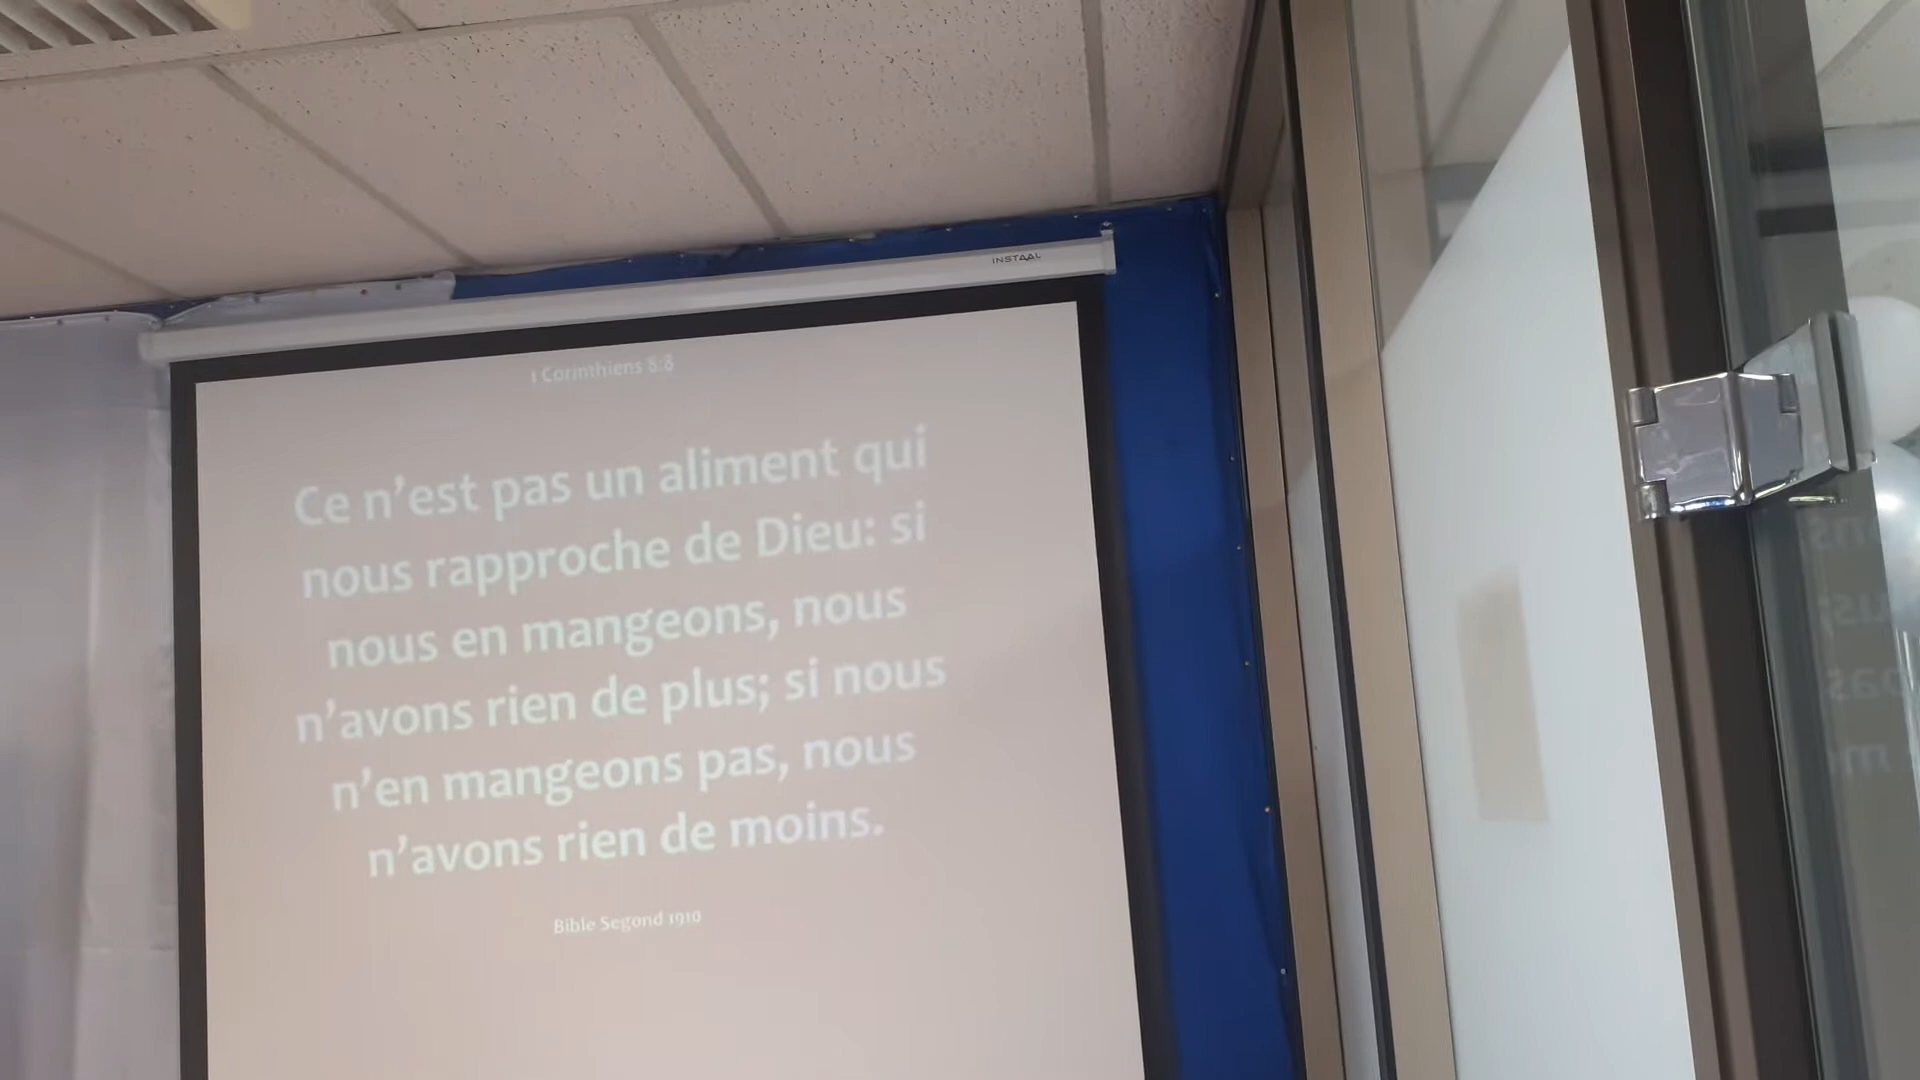 INSTAAL
1 Corinthiens 8:8
Ce n’est pas un aliment qui
nous rapproche de Dieu: si
nous en mangeons, nous
n’avons rien de plus; si nous
n’en mangeons pas, nous
n’avons rien de moins.
Bible Segond 1910